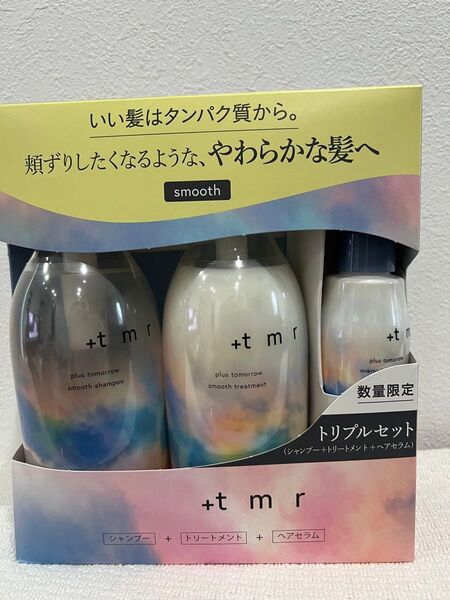 いい髪はタンパク質から。
頬ずりしたくなるような、やわらかな髪へ
smooth
+t m r
plus tomorrow
smooth shampoo
+t m r
plus tomorrow
smooth treatment
+t m
plus tomorrow
数量限定
トリプルセット
(シャンプー+トリートメント+ヘアセラム)
+t m r
シャンプー + トリートメント + ヘアセラム